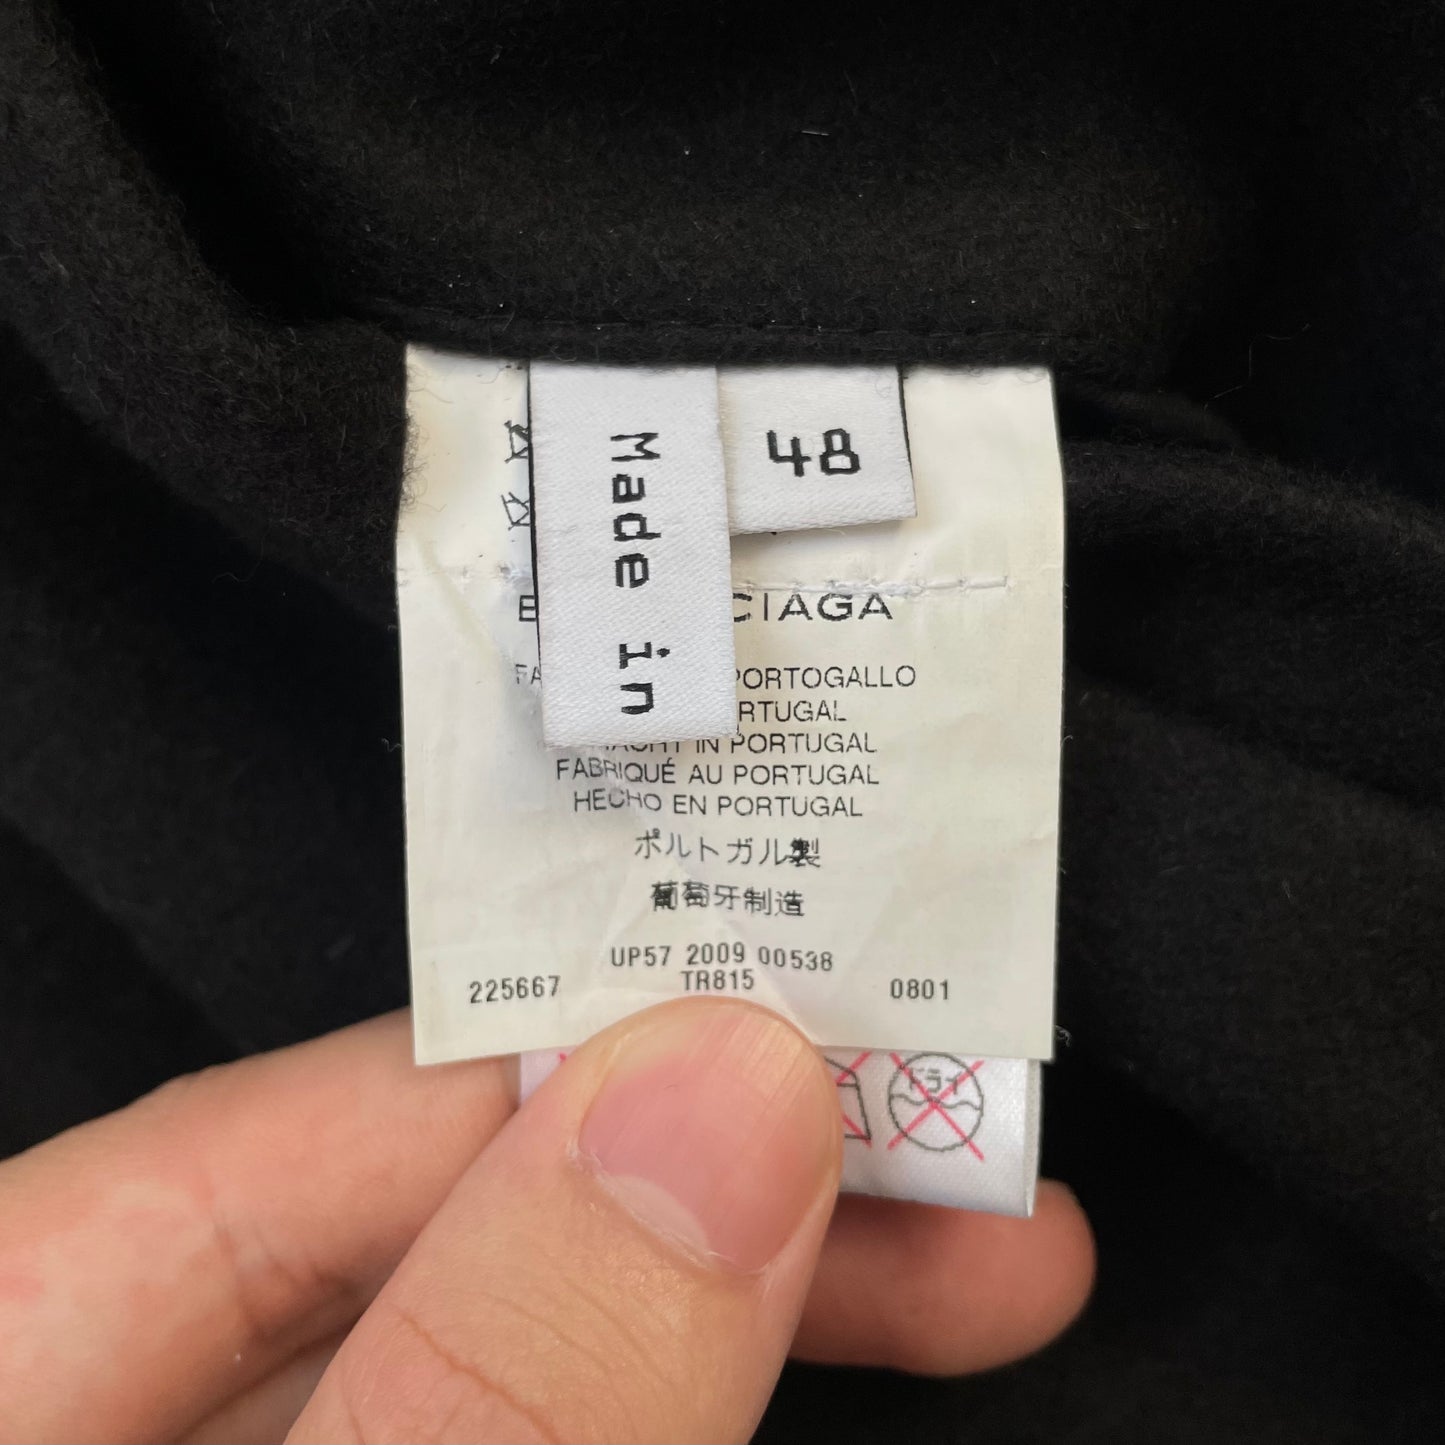 Made in
48
CIAGA
PORTOGALLO
PORTUGAL
IN PORTUGAL
FABRIQUÉ AU PORTUGAL
HECHO EN PORTUGAL
ポルトガル製
葡萄牙制造
UP57 2009 00538
225667 TR815 0801
ドライ